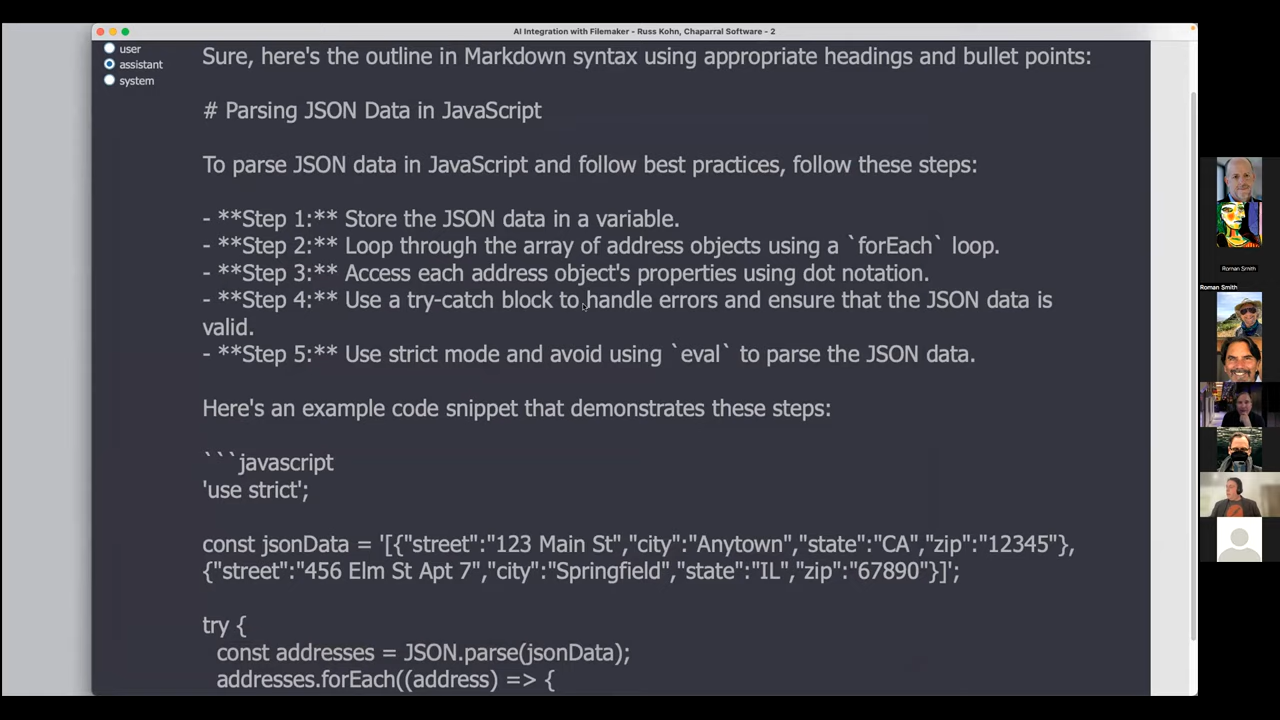 AI Integration with Filemaker - Russ Kohn, Chaparral Software - 2
user
assistant
system
Sure, here's the outline in Markdown syntax using appropriate headings and bullet points:
# Parsing JSON Data in JavaScript
To parse JSON data in JavaScript and follow best practices, follow these steps:
- **Step 1:** Store the JSON data in a variable.
- **Step 2:** Loop through the array of address objects using a `forEach` loop.
- **Step 3:** Access each address object's properties using dot notation.
- **Step 4:** Use a try-catch block to handle errors and ensure that the JSON data is
valid.
- **Step 5:** Use strict mode and avoid using `eval` to parse the JSON data.
Here's an example code snippet that demonstrates these steps:
```javascript
'use strict';
const jsonData = '[{"street":"123 Main St","city":"Anytown","state":"CA","zip":"12345"},
{"street":"456 Elm St Apt 7","city":"Springfield","state":"IL","zip":"67890"}]';
try {
const addresses = JSON.parse(jsonData);
addresses.forEach((address) => {
Roman Smith
Roman Smith